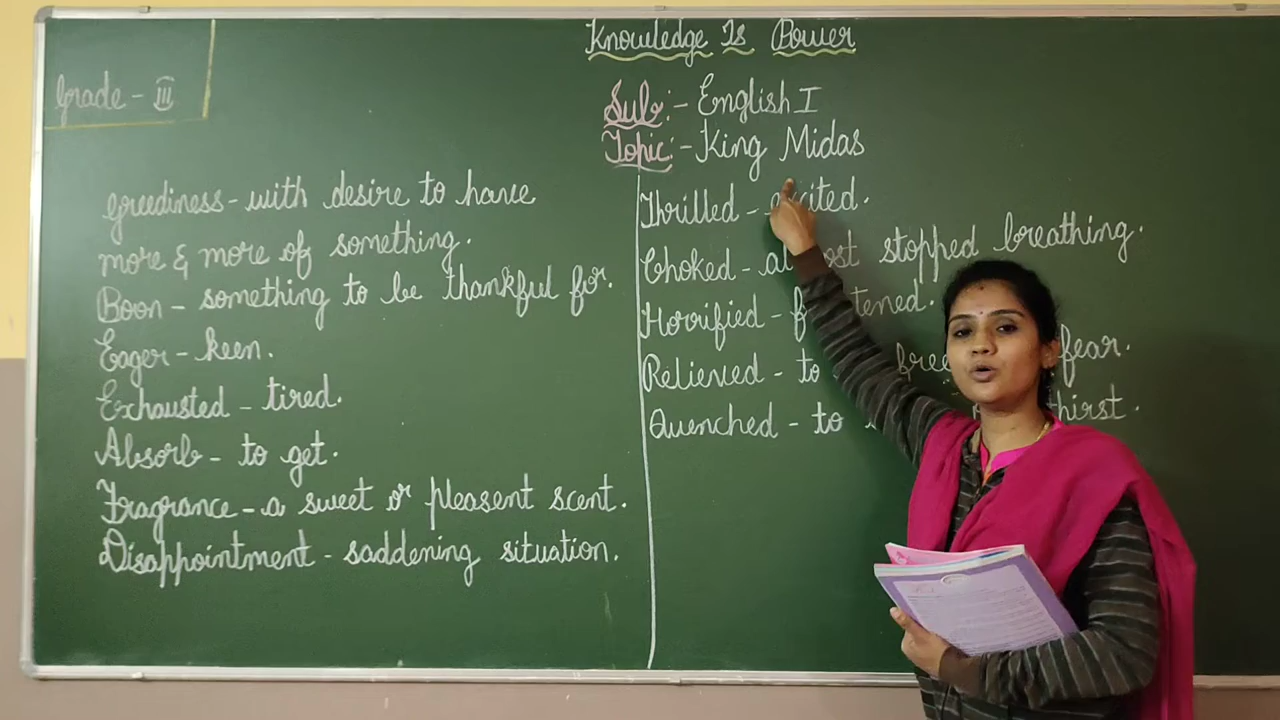 Knowledge Is Power
Grade - III
Sub:- English I
Topic:- King Midas
Greediness - with desire to have
more & more of something.
Boon - something to be thankful for.
Eager - keen.
Exhausted - tired.
Absorb - to get.
Fragrance - a sweet or pleasent scent.
Disappointment - saddening situation.
Thrilled - excited.
Choked - almost stopped breathing.
Horrified - frightened.
Relieved - to free fear.
Quenched - to thirst.